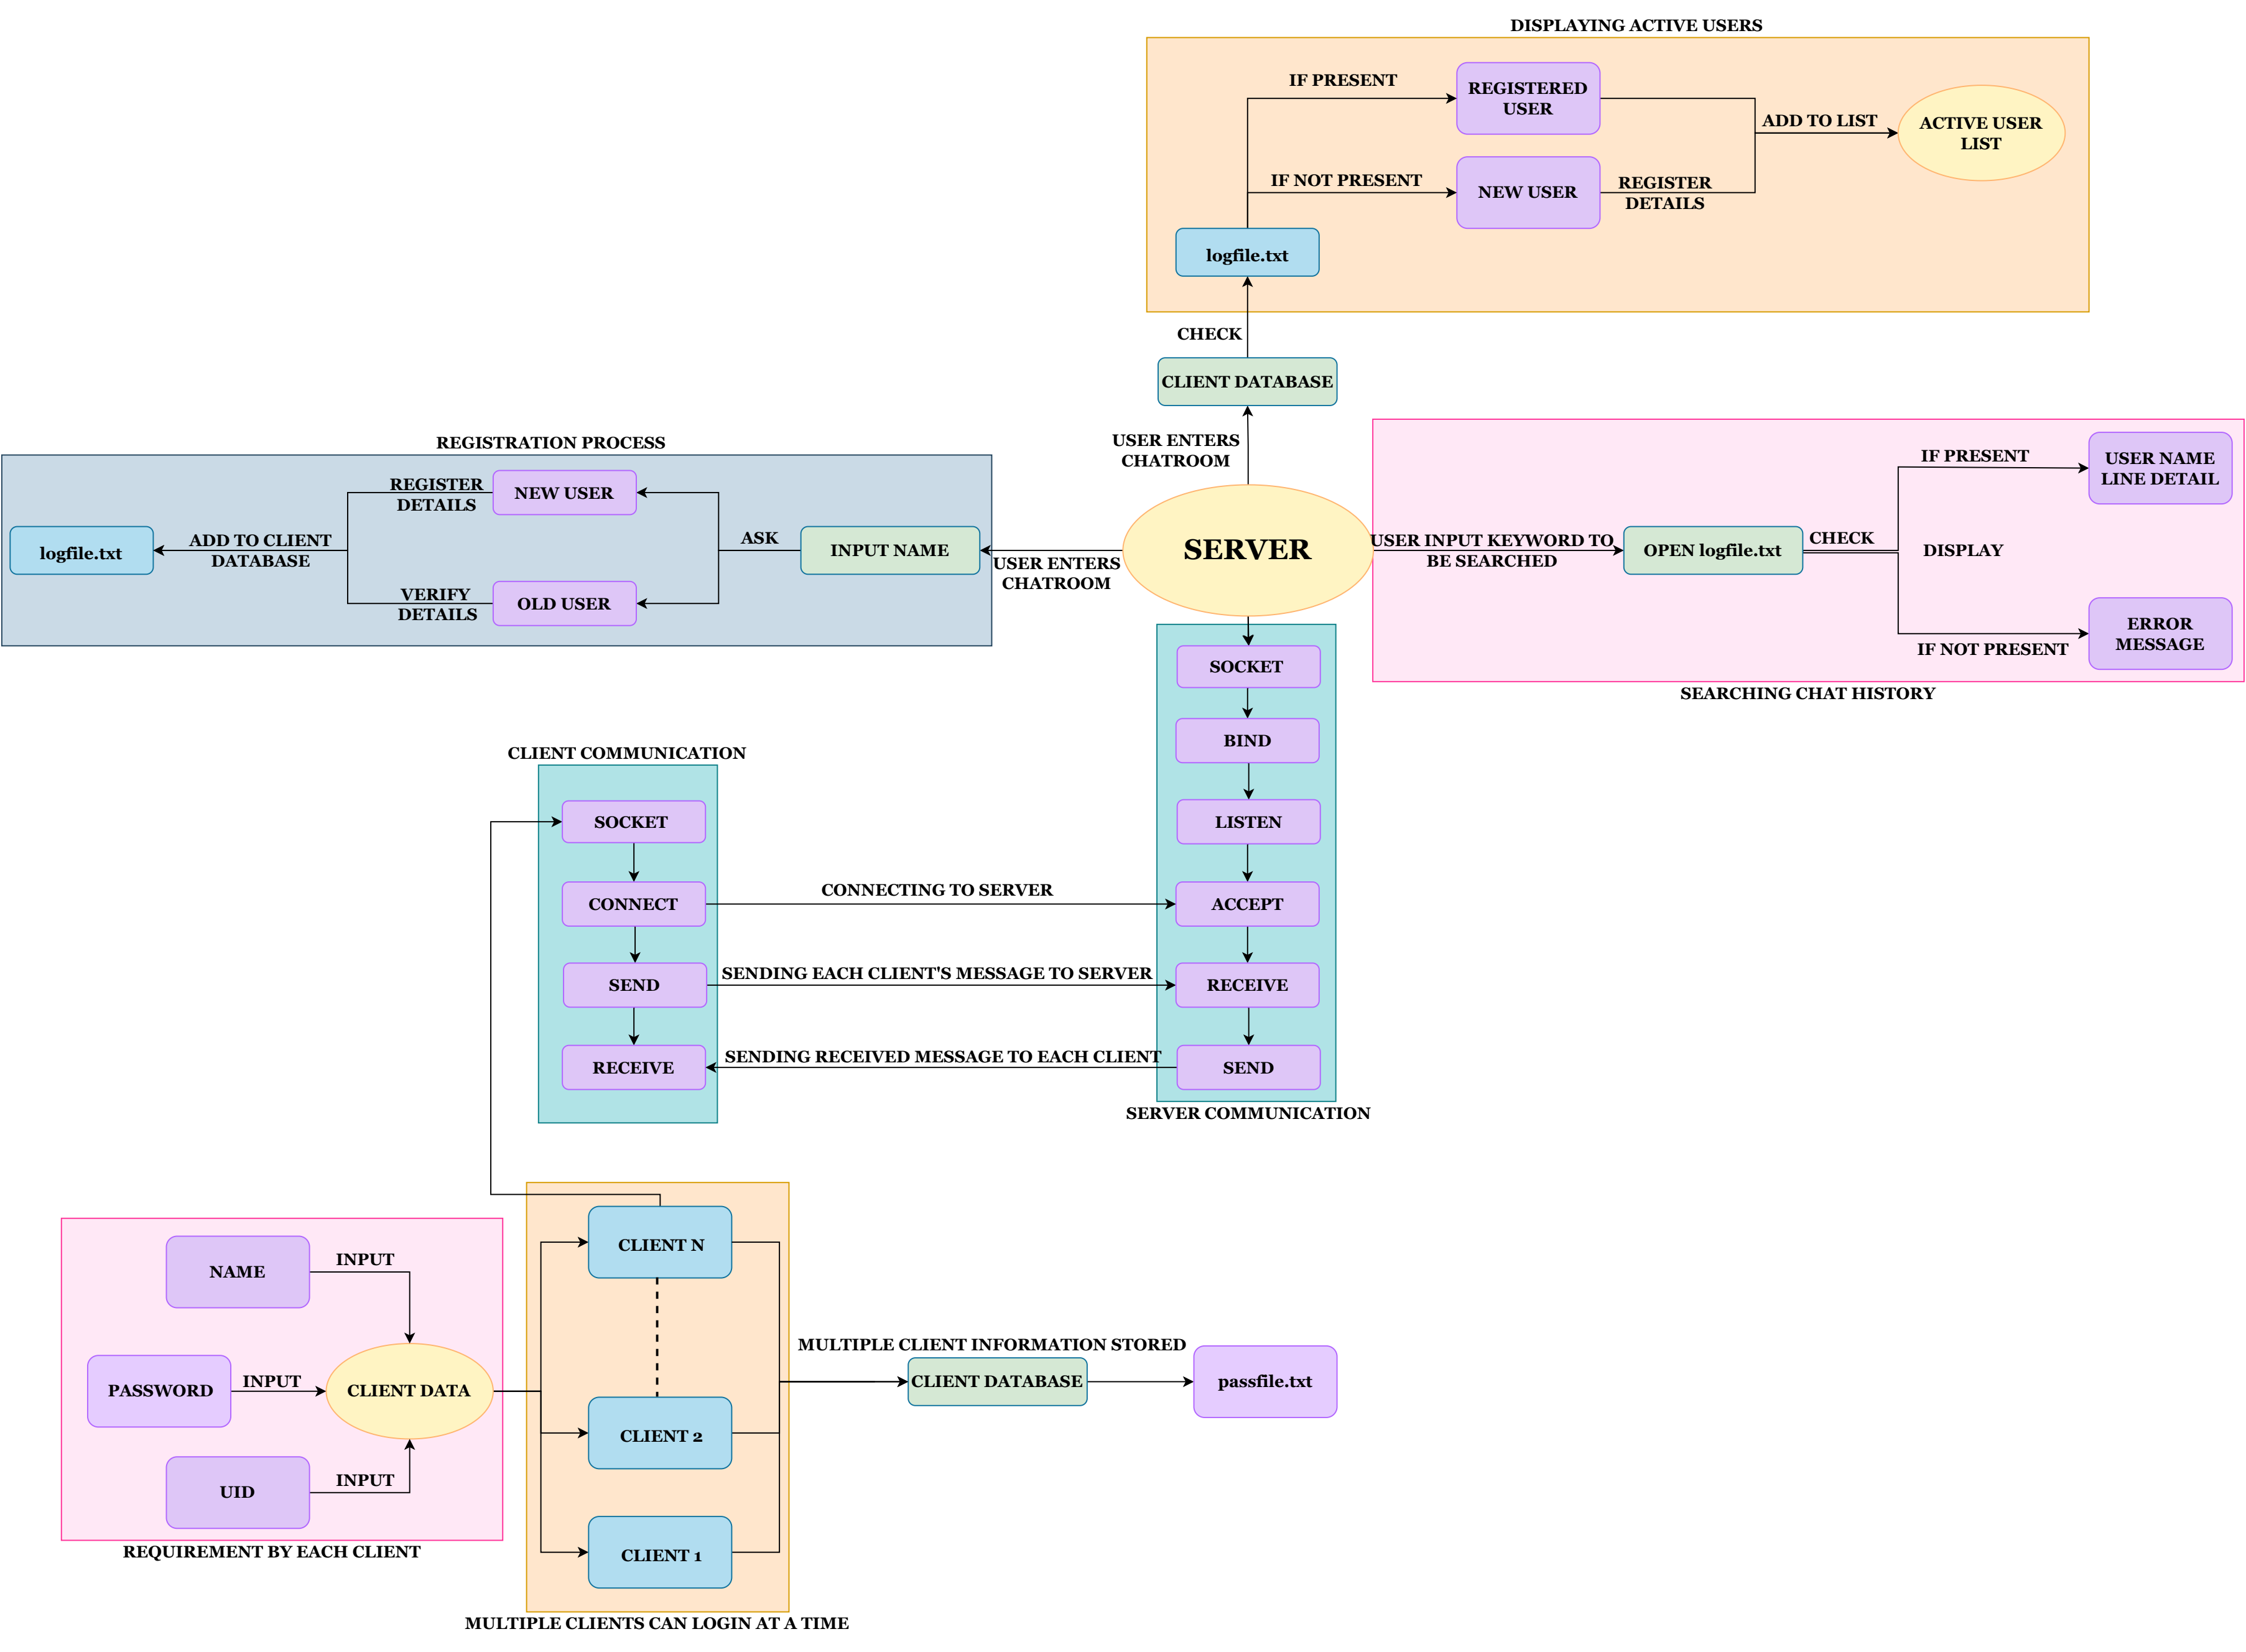 DISPLAYING ACTIVE USERS
IF PRESENT
REGISTERED
USER
ADD TO LIST
ACTIVE USER
LIST
IF NOT PRESENT
NEW USER
REGISTER
DETAILS
logfile.txt
CHECK
CLIENT DATABASE
USER ENTERS
CHATROOM
REGISTRATION PROCESS
REGISTER
DETAILS
NEW USER
logfile.txt
ADD TO CLIENT
DATABASE
ASK
INPUT NAME
VERIFY
DETAILS
OLD USER
USER ENTERS
CHATROOM
SERVER
USER INPUT KEYWORD TO
BE SEARCHED
OPEN logfile.txt
CHECK
IF PRESENT
USER NAME
LINE DETAIL
DISPLAY
IF NOT PRESENT
ERROR
MESSAGE
SEARCHING CHAT HISTORY
SOCKET
BIND
LISTEN
ACCEPT
RECEIVE
SEND
SERVER COMMUNICATION
CLIENT COMMUNICATION
SOCKET
CONNECT
SEND
RECEIVE
CONNECTING TO SERVER
SENDING EACH CLIENT'S MESSAGE TO SERVER
SENDING RECEIVED MESSAGE TO EACH CLIENT
NAME
INPUT
PASSWORD
INPUT
CLIENT DATA
UID
INPUT
REQUIREMENT BY EACH CLIENT
CLIENT N
CLIENT 2
CLIENT 1
MULTIPLE CLIENTS CAN LOGIN AT A TIME
MULTIPLE CLIENT INFORMATION STORED
CLIENT DATABASE
passfile.txt